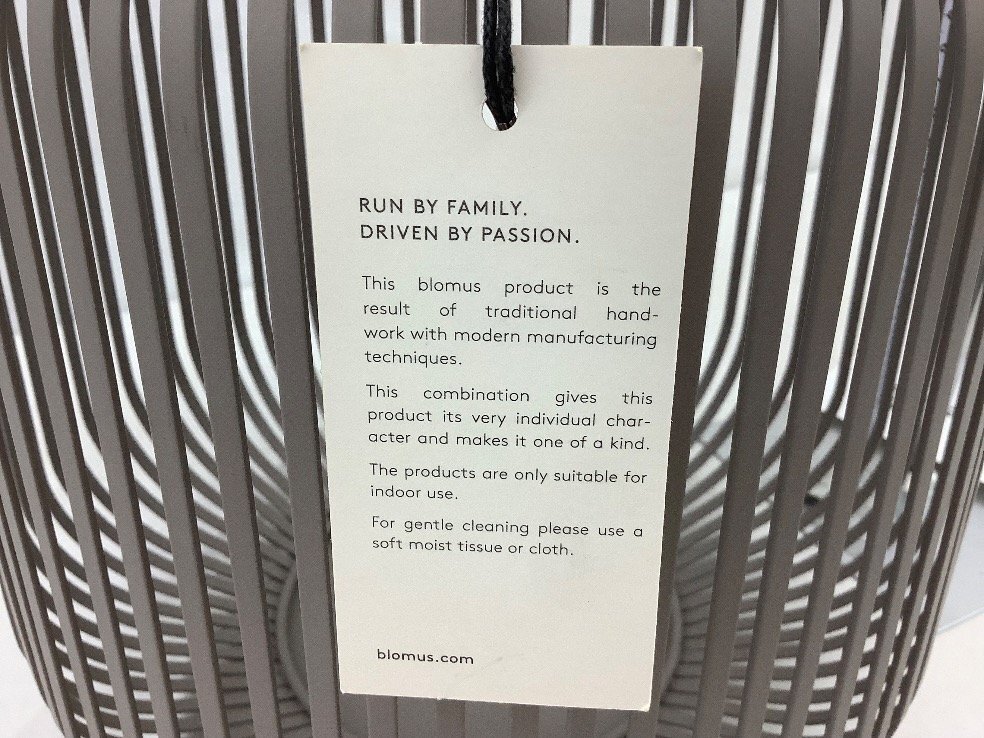 RUN BY FAMILY.
DRIVEN BY PASSION.
This blomus product is the
result of traditional hand-
work with modern manufacturing
techniques.
This combination gives this
product its very individual char-
acter and makes it one of a kind.
The products are only suitable for
indoor use.
For gentle cleaning please use a
soft moist tissue or cloth.
blomus.com